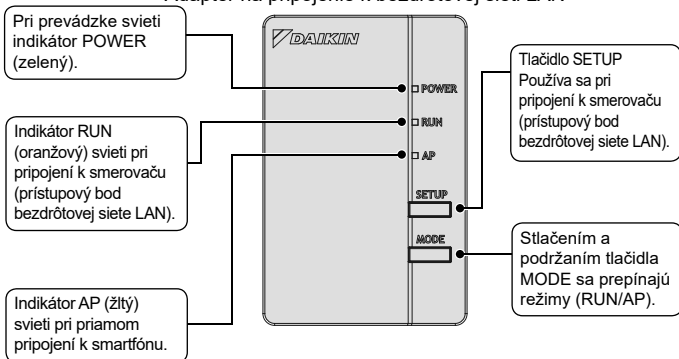 Adaptér na pripojenie k bezdrôtovej sieti LAN
Pri prevádzke svieti
indikátor POWER
(zelený).
Indikátor RUN
(oranžový) svieti pri
pripojení k smerovaču
(prístupový bod
bezdrôtovej siete LAN).
Indikátor AP (žltý)
svieti pri priamom
pripojení k smartfónu.
DAIKIN
POWER
RUN
AP
SETUP
MODE
Tlačidlo SETUP
Používa sa pri
pripojení k smerovaču
(prístupový bod
bezdrôtovej siete LAN).
Stlačením a
podržaním tlačidla
MODE sa prepínajú
režimy (RUN/AP).